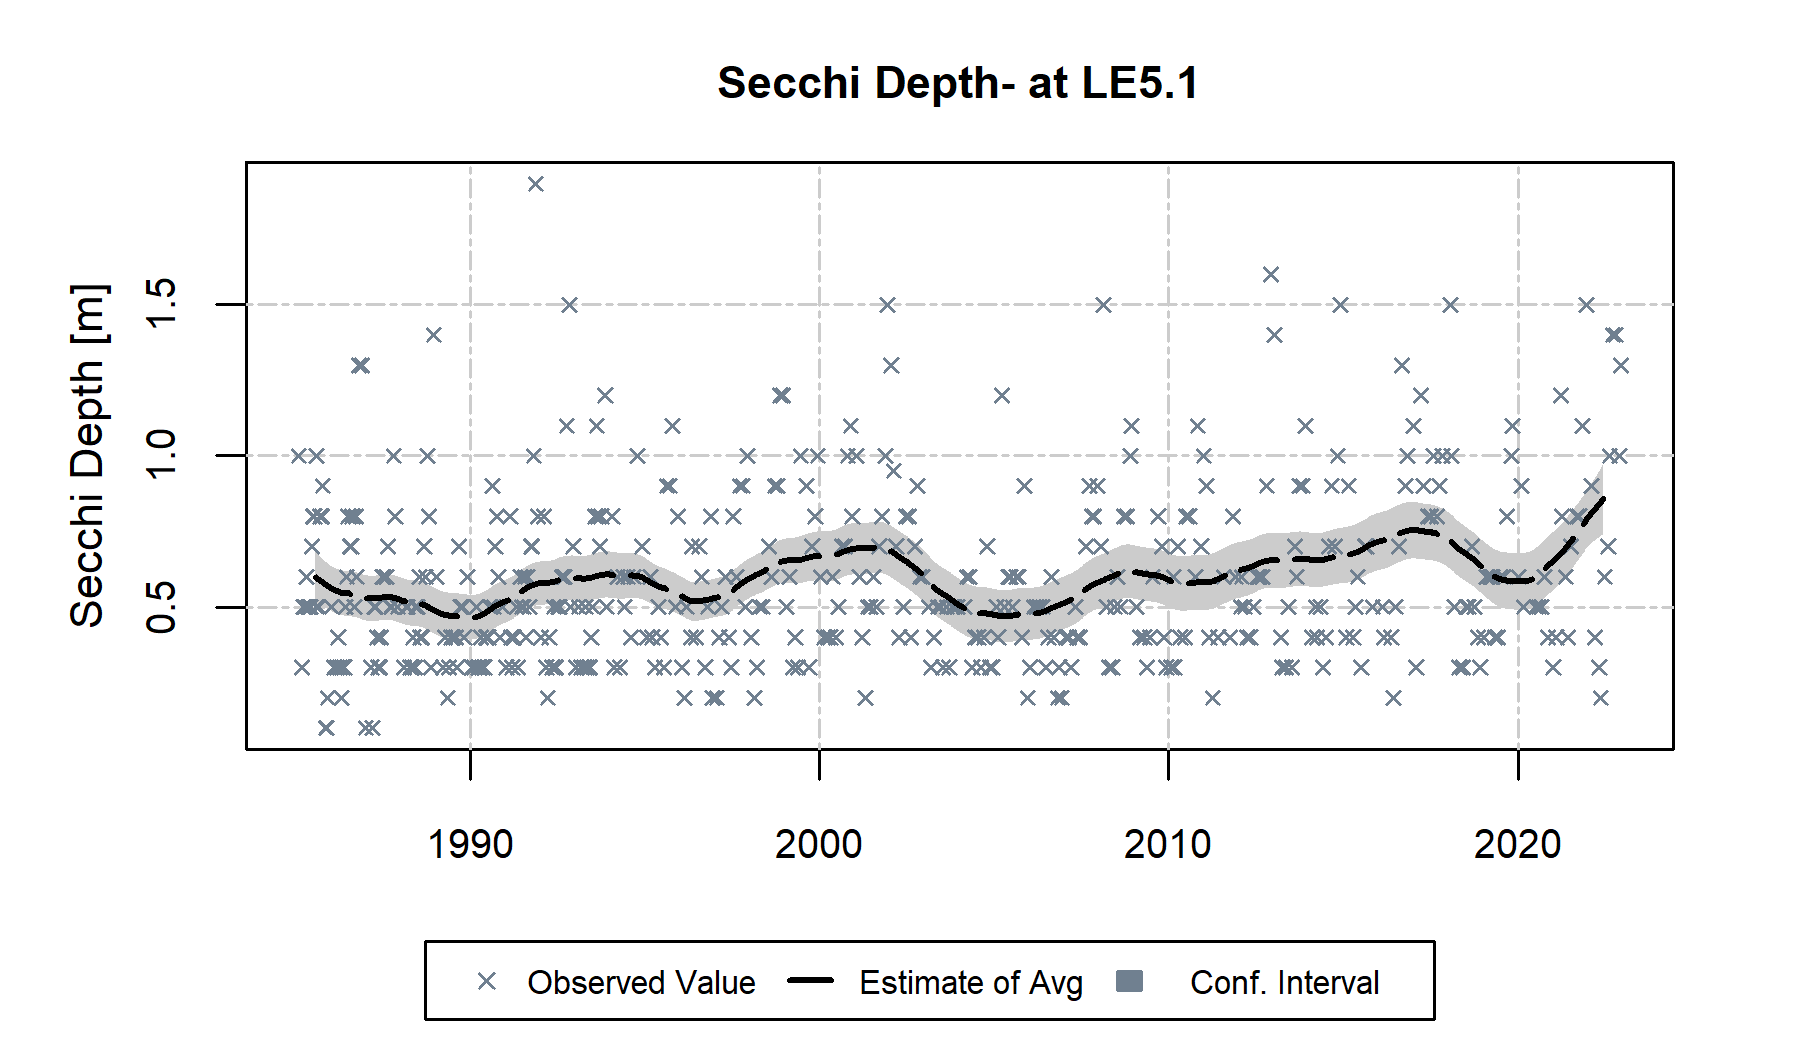 Secchi Depth- at LE5.1
Secchi Depth [m]
1.5
1.0
0.5
1990 2000 2010 2020
Observed Value Estimate of Avg Conf. Interval